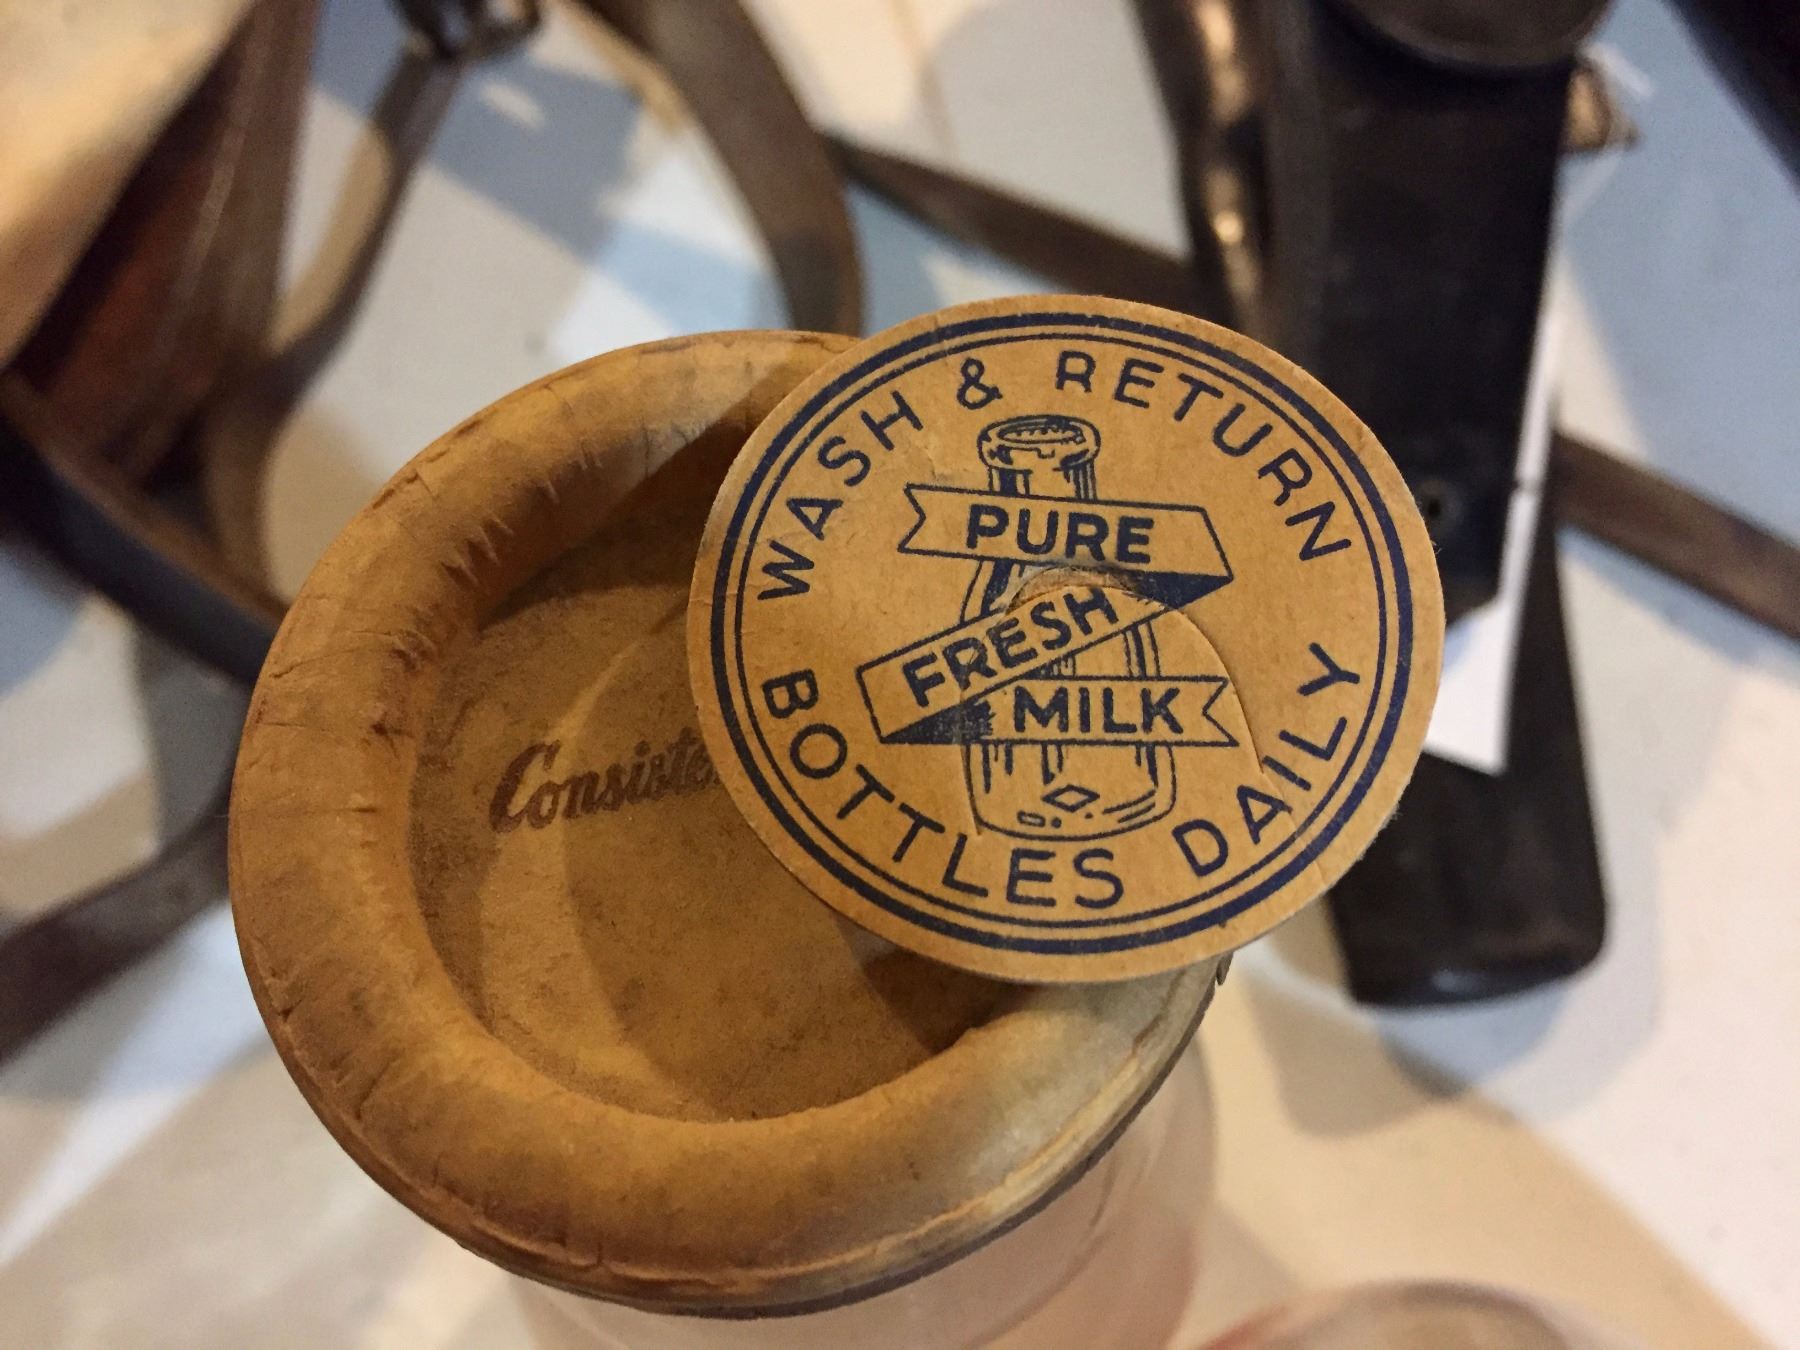 WASH & RETURN
PURE
FRESH
MILK
BOTTLES DAILY